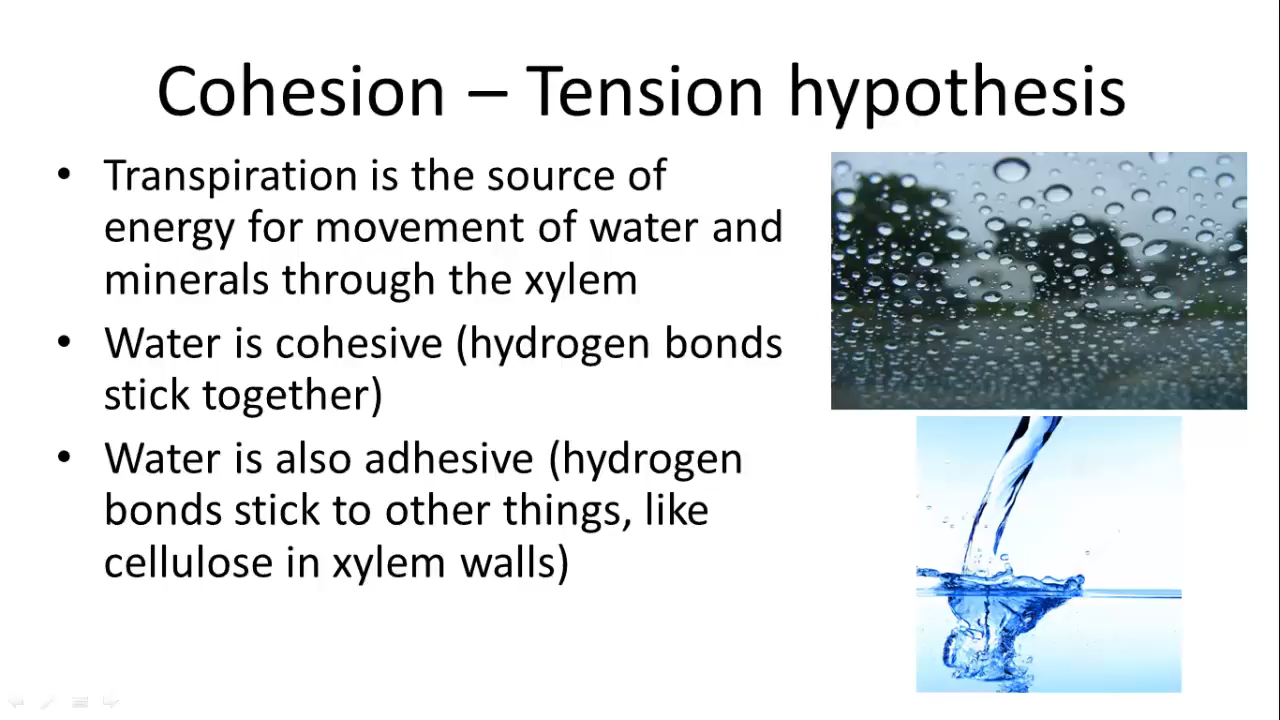 Cohesion – Tension hypothesis
• Transpiration is the source of
energy for movement of water and
minerals through the xylem
• Water is cohesive (hydrogen bonds
stick together)
• Water is also adhesive (hydrogen
bonds stick to other things, like
cellulose in xylem walls)